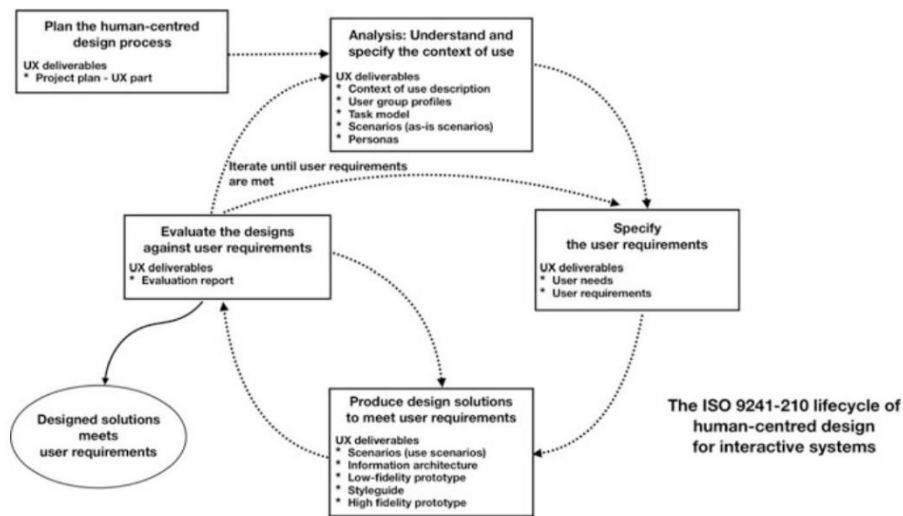 Plan the human-centred
design process
UX deliverables
* Project plan - UX part
Analysis: Understand and
specify the context of use
UX deliverables
* Context of use description
* User group profiles
* Task model
* Scenarios (as-is scenarios)
* Personas
Iterate until user requirements
are met
Evaluate the designs
against user requirements
UX deliverables
* Evaluation report
Specify
the user requirements
UX deliverables
* User needs
* User requirements
Designed solutions
meets
user requirements
Produce design solutions
to meet user requirements
UX deliverables
* Scenarios (use scenarios)
* Information architecture
* Low-fidelity prototype
* Styleguide
* High fidelity prototype
The ISO 9241-210 lifecycle of
human-centred design
for interactive systems